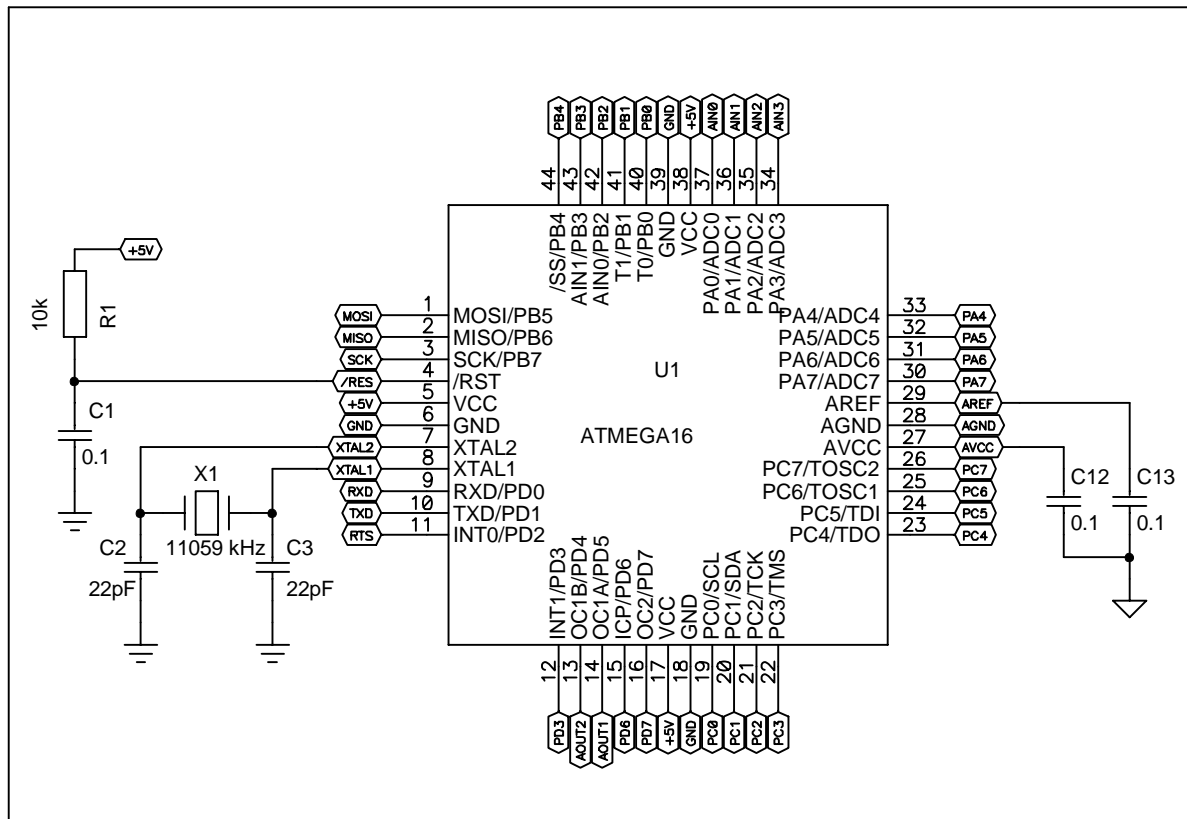 PB4
PB3
PB2
PB1
PB0
GND
+5V
AIN0
AIN1
AIN2
AIN3
44
43
42
41
40
39
38
37
36
35
34
/SS/PB4
AIN1/PB3
AIN0/PB2
T1/PB1
T0/PB0
GND
VCC
PA0/ADC0
PA1/ADC1
PA2/ADC2
PA3/ADC3
+5V
10k
R1
C1
0.1
X1
11059 kHz
C2
22pF
C3
22pF
MOSI 1 MOSI/PB5
MISO 2 MISO/PB6
SCK 3 SCK/PB7
/RES 4 /RST
+5V 5 VCC
GND 6 GND
XTAL2 7 XTAL2
XTAL1 8 XTAL1
RXD 9 RXD/PD0
TXD 10 TXD/PD1
RTS 11 INT0/PD2
U1
ATMEGA16
PA4/ADC4 33 PA4
PA5/ADC5 32 PA5
PA6/ADC6 31 PA6
PA7/ADC7 30 PA7
AREF 29 AREF
AGND 28 AGND
AVCC 27 AVCC
PC7/TOSC2 26 PC7
PC6/TOSC1 25 PC6
PC5/TDI 24 PC5
PC4/TDO 23 PC4
C12
0.1
C13
0.1
INT1/PD3
OC1B/PD4
OC1A/PD5
ICP/PD6
OC2/PD7
VCC
GND
PC0/SCL
PC1/SDA
PC2/TCK
PC3/TMS
12
13
14
15
16
17
18
19
20
21
22
PD3
AOUT2
AOUT1
PD6
PD7
+5V
GND
PC0
PC1
PC2
PC3